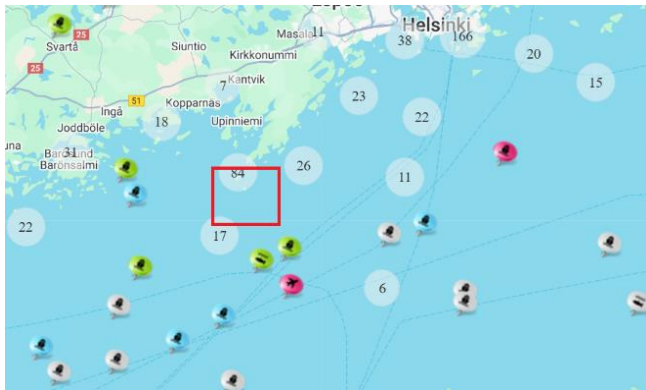 Helsinki
38
166
Masala
11
25
Svartå
Siuntio
Kirkkonummi
20
25
7
Kantvik
15
51
Kopparnäs
23
Ingå
18
Upinniemi
22
Joddböle
31
Barösund
Barönsalmi
84
26
11
22
17
6